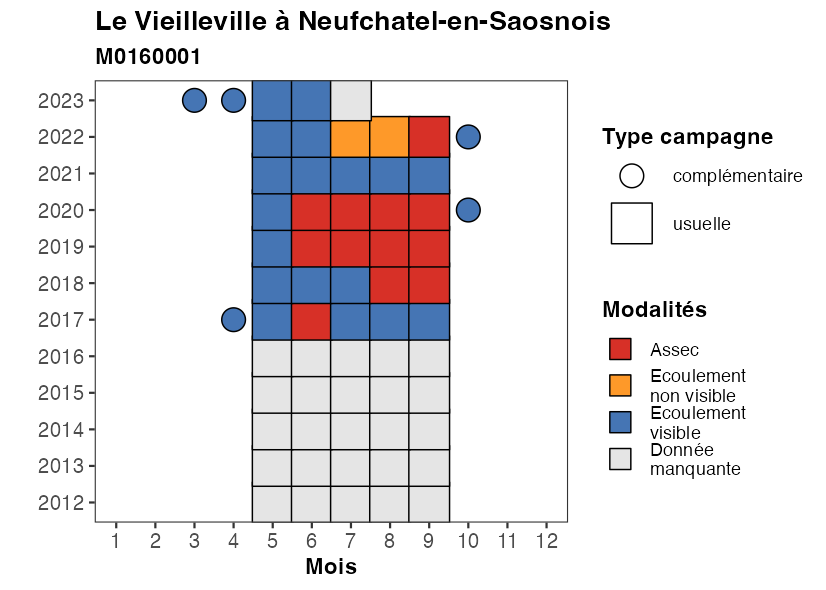 Le Vieilleville à Neufchatel-en-Saosnois
M0160001
2023
2022
2021
2020
2019
2018
2017
2016
2015
2014
2013
2012
1 2 3 4 5 6 7 8 9 10 11 12
Mois
Type campagne
complémentaire
usuelle
Modalités
Assec
Ecoulement
non visible
Ecoulement
visible
Donnée
manquante